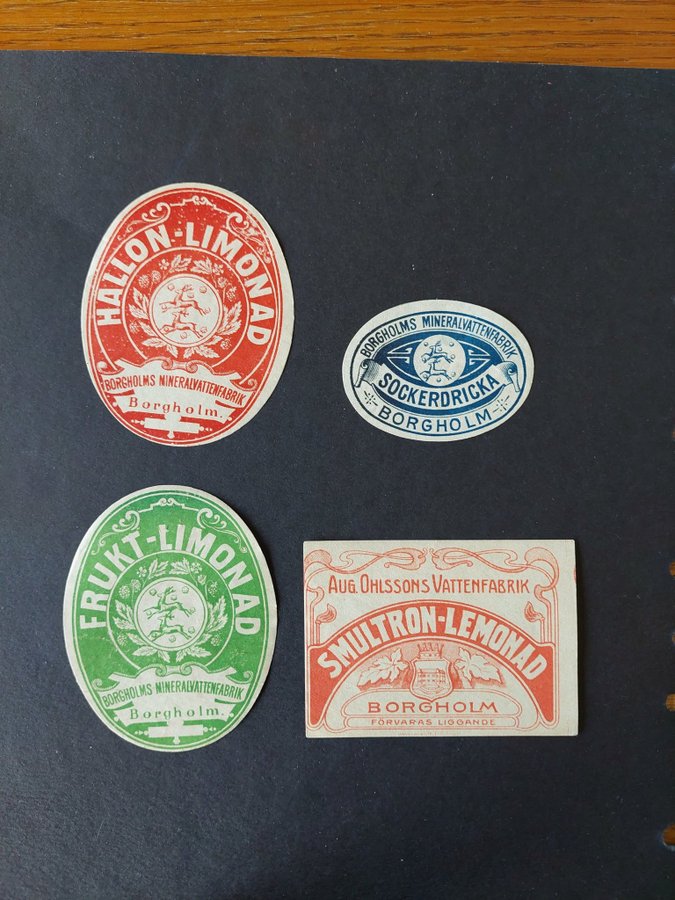 HALLON-LIMONAD
BORGHOLMS MINERALVATTENFABRIK
Borgholm.
BORGHOLMS MINERALVATTENFABRIK
SOCKERDRICKA
BORGHOLM
FRUKT-LIMONAD
BORGHOLMS MINERALVATTENFABRIK
Borgholm.
AUG. OHLSSONS VATTENFABRIK
SMULTRON-LEMONAD
BORGHOLM
FÖRVARAS LIGGANDE